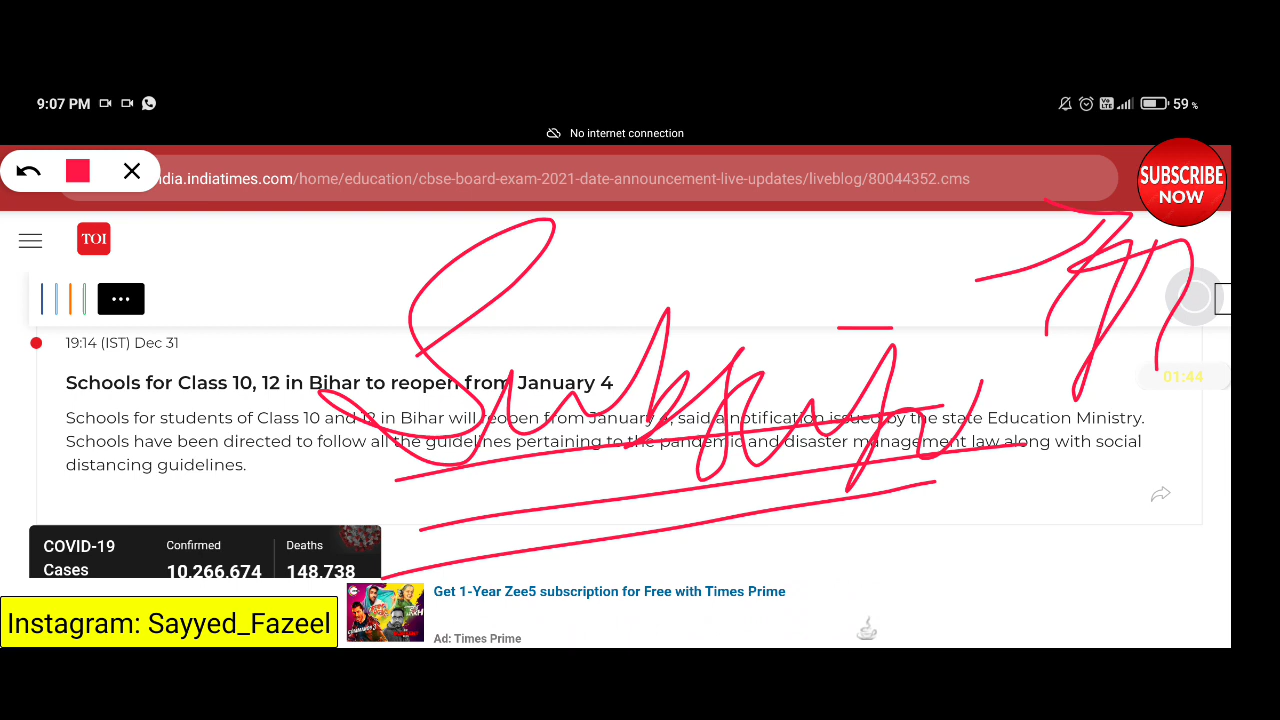 9:07 PM
59 %
No internet connection
dia.indiatimes.com/home/education/cbse-board-exam-2021-date-announcement-live-updates/liveblog/80044352.cms
SUBSCRIBE
NOW
TOI
19:14 (IST) Dec 31
01:44
Schools for Class 10, 12 in Bihar to reopen from January 4
Schools for students of Class 10 and 12 in Bihar will reopen from January 4, said a notification issued by the state Education Ministry.
Schools have been directed to follow all the guidelines pertaining to the pandemic and disaster management law along with social
distancing guidelines.
COVID-19
Cases
Confirmed
10,266,674
Deaths
148,738
Get 1-Year Zee5 subscription for Free with Times Prime
Ad: Times Prime
Instagram: Sayyed_Fazeel